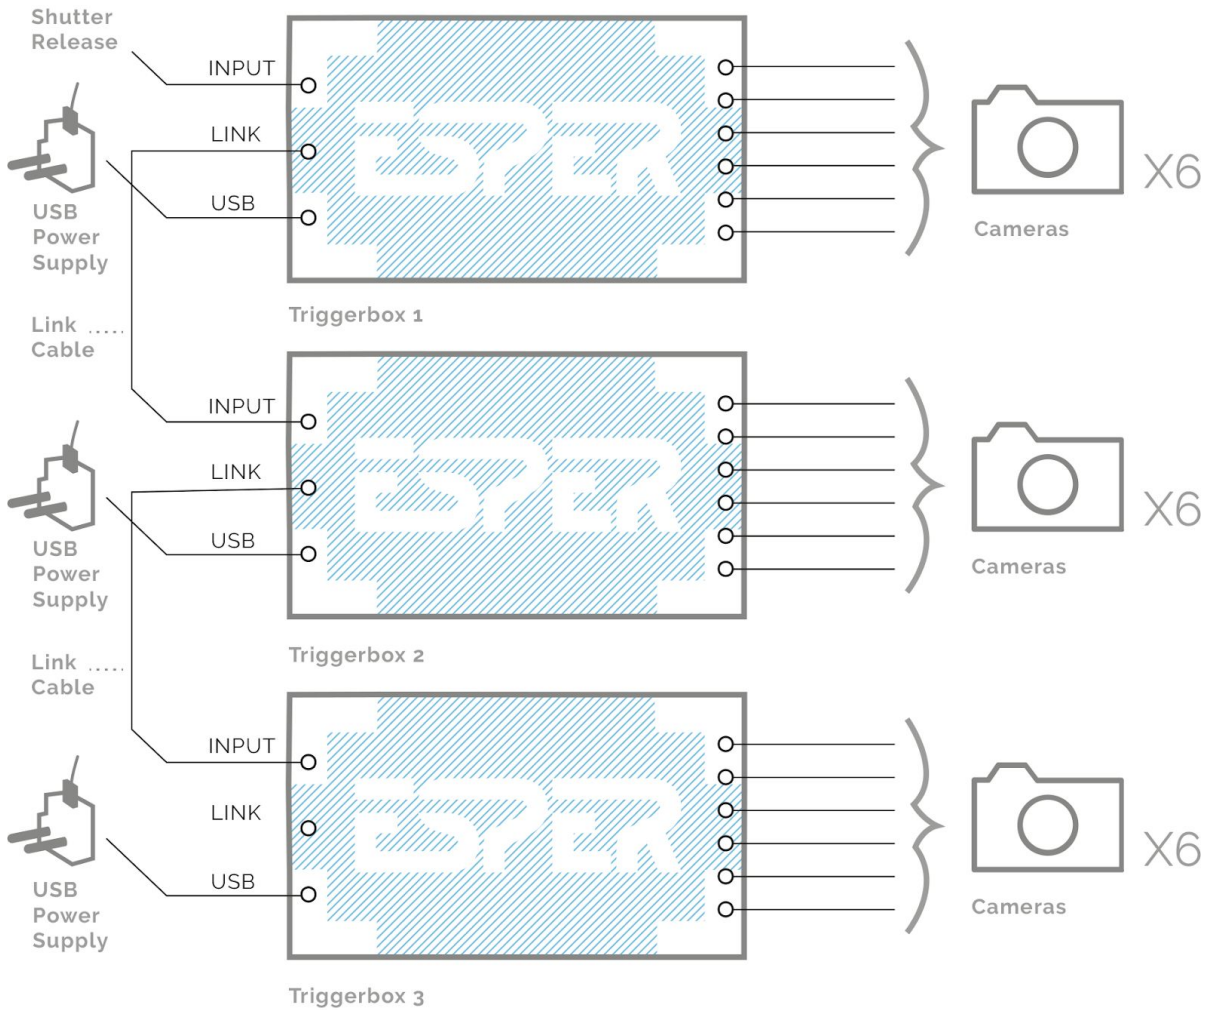 Shutter
Release
INPUT
LINK
USB
USB
Power
Supply
ESPER
X6
Cameras
Triggerbox 1
Link .....
Cable
INPUT
LINK
USB
USB
Power
Supply
ESPER
X6
Cameras
Triggerbox 2
Link .....
Cable
INPUT
LINK
USB
USB
Power
Supply
ESPER
X6
Cameras
Triggerbox 3